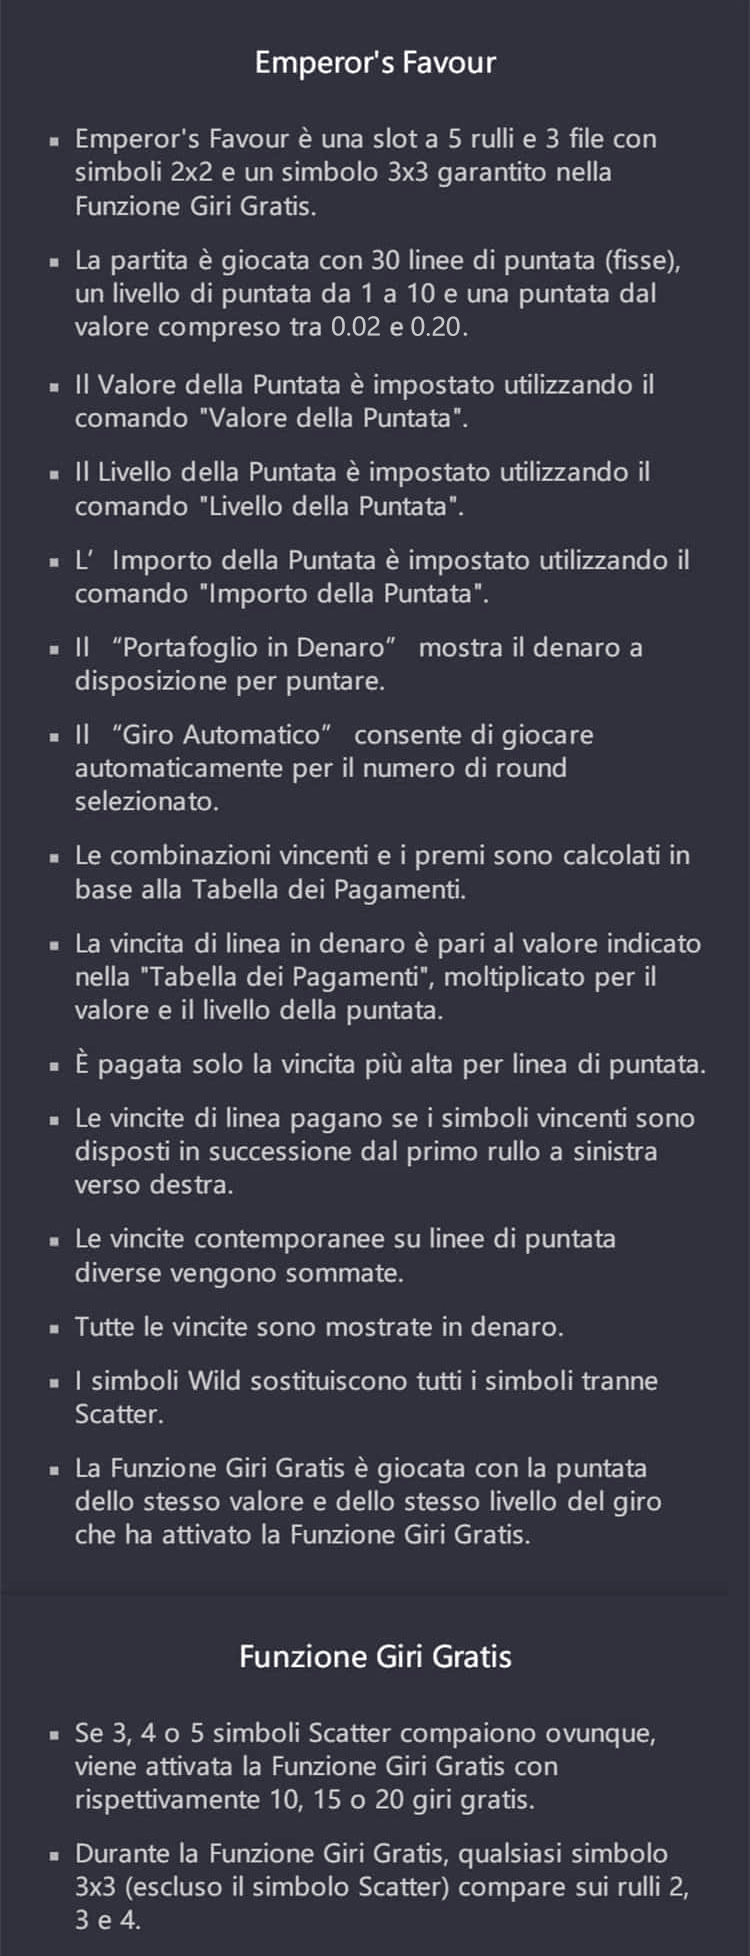 Emperor's Favour
▪ Emperor's Favour è una slot a 5 rulli e 3 file con
simboli 2x2 e un simbolo 3x3 garantito nella
Funzione Giri Gratis.
▪ La partita è giocata con 30 linee di puntata (fisse),
un livello di puntata da 1 a 10 e una puntata dal
valore compreso tra 0.02 e 0.20.
▪ Il Valore della Puntata è impostato utilizzando il
comando "Valore della Puntata".
▪ Il Livello della Puntata è impostato utilizzando il
comando "Livello della Puntata".
▪ L’ Importo della Puntata è impostato utilizzando il
comando "Importo della Puntata".
▪ Il “Portafoglio in Denaro” mostra il denaro a
disposizione per puntare.
▪ Il “Giro Automatico” consente di giocare
automaticamente per il numero di round
selezionato.
▪ Le combinazioni vincenti e i premi sono calcolati in
base alla Tabella dei Pagamenti.
▪ La vincita di linea in denaro è pari al valore indicato
nella "Tabella dei Pagamenti", moltiplicato per il
valore e il livello della puntata.
▪ È pagata solo la vincita più alta per linea di puntata.
▪ Le vincite di linea pagano se i simboli vincenti sono
disposti in successione dal primo rullo a sinistra
verso destra.
▪ Le vincite contemporanee su linee di puntata
diverse vengono sommate.
▪ Tutte le vincite sono mostrate in denaro.
▪ I simboli Wild sostituiscono tutti i simboli tranne
Scatter.
▪ La Funzione Giri Gratis è giocata con la puntata
dello stesso valore e dello stesso livello del giro
che ha attivato la Funzione Giri Gratis.
Funzione Giri Gratis
▪ Se 3, 4 o 5 simboli Scatter compaiono ovunque,
viene attivata la Funzione Giri Gratis con
rispettivamente 10, 15 o 20 giri gratis.
▪ Durante la Funzione Giri Gratis, qualsiasi simbolo
3x3 (escluso il simbolo Scatter) compare sui rulli 2,
3 e 4.